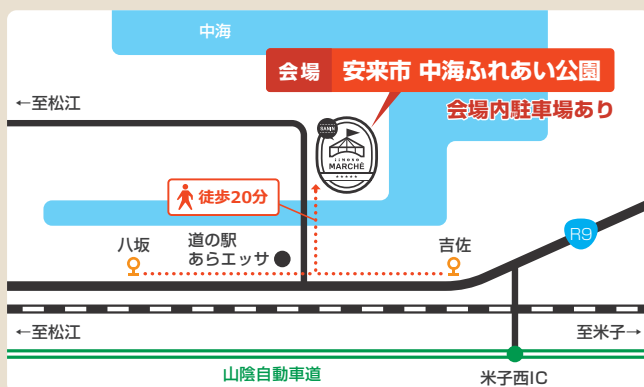 中海
会場 安来市 中海ふれあい公園
会場内駐車場あり
←至松江
SANIN
JIMONO
MARCHÉ
徒歩20分
八坂
道の駅
あらエッサ
吉佐
R9
←至松江
至米子→
山陰自動車道
米子西IC